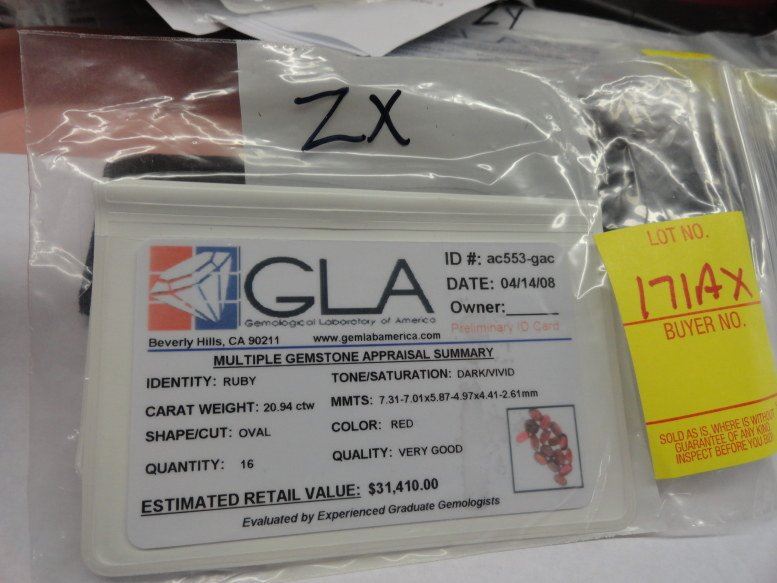 ZY
ZX
GLA
Gemological Laboratory of America
Beverly Hills, CA 90211 www.gemlabamerica.com
ID #: ac553-gac
DATE: 04/14/08
Owner:______
Preliminary ID Card
MULTIPLE GEMSTONE APPRAISAL SUMMARY
IDENTITY: RUBY
TONE/SATURATION: DARK/VIVID
CARAT WEIGHT: 20.94 ctw
MMTS: 7.31-7.01x5.87-4.97x4.41-2.61mm
SHAPE/CUT: OVAL
COLOR: RED
QUANTITY: 16
QUALITY: VERY GOOD
ESTIMATED RETAIL VALUE: $31,410.00
Evaluated by Experienced Graduate Gemologists
LOT NO.
171AX
BUYER NO.
SOLD AS IS, WHERE IS WITHOUT
GUARANTEE OF ANY KIND
INSPECT BEFORE YOU BID